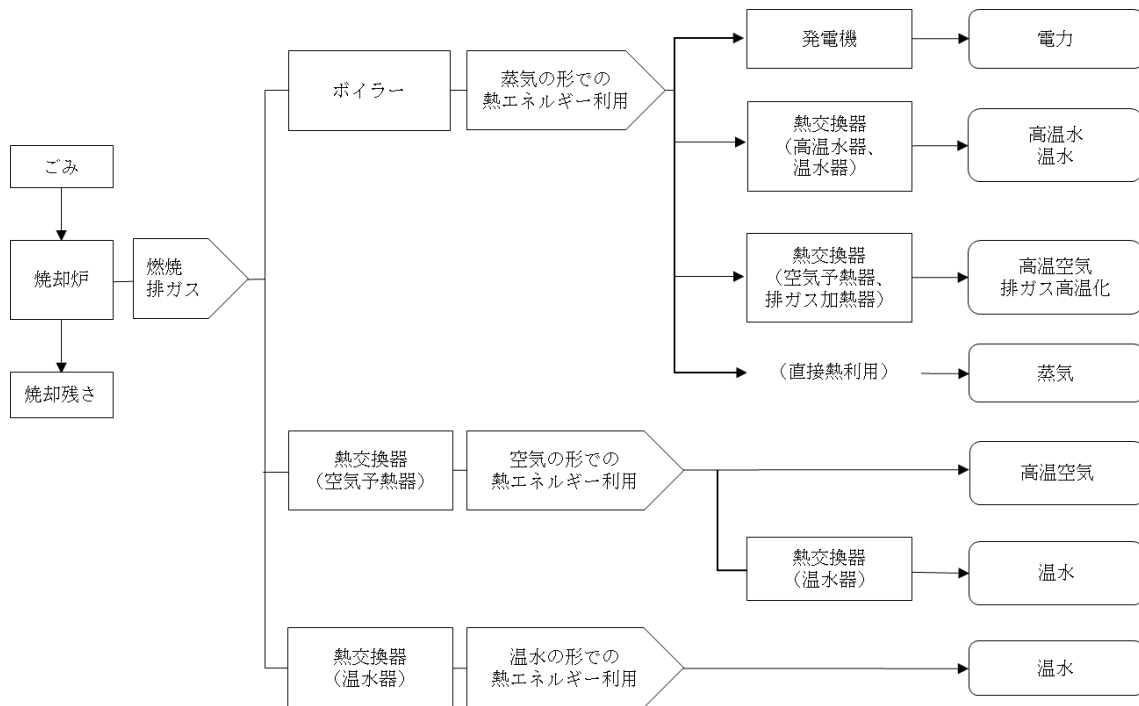 ごみ
焼却炉
焼却残さ
燃焼
排ガス
ボイラー
蒸気の形での
熱エネルギー利用
発電機
電力
熱交換器
(高温水器、
温水器)
高温水
温水
熱交換器
(空気予熱器、
排ガス加熱器)
高温空気
排ガス高温化
(直接熱利用)
蒸気
熱交換器
(空気予熱器)
空気の形での
熱エネルギー利用
高温空気
熱交換器
(温水器)
温水
熱交換器
(温水器)
温水の形での
熱エネルギー利用
温水